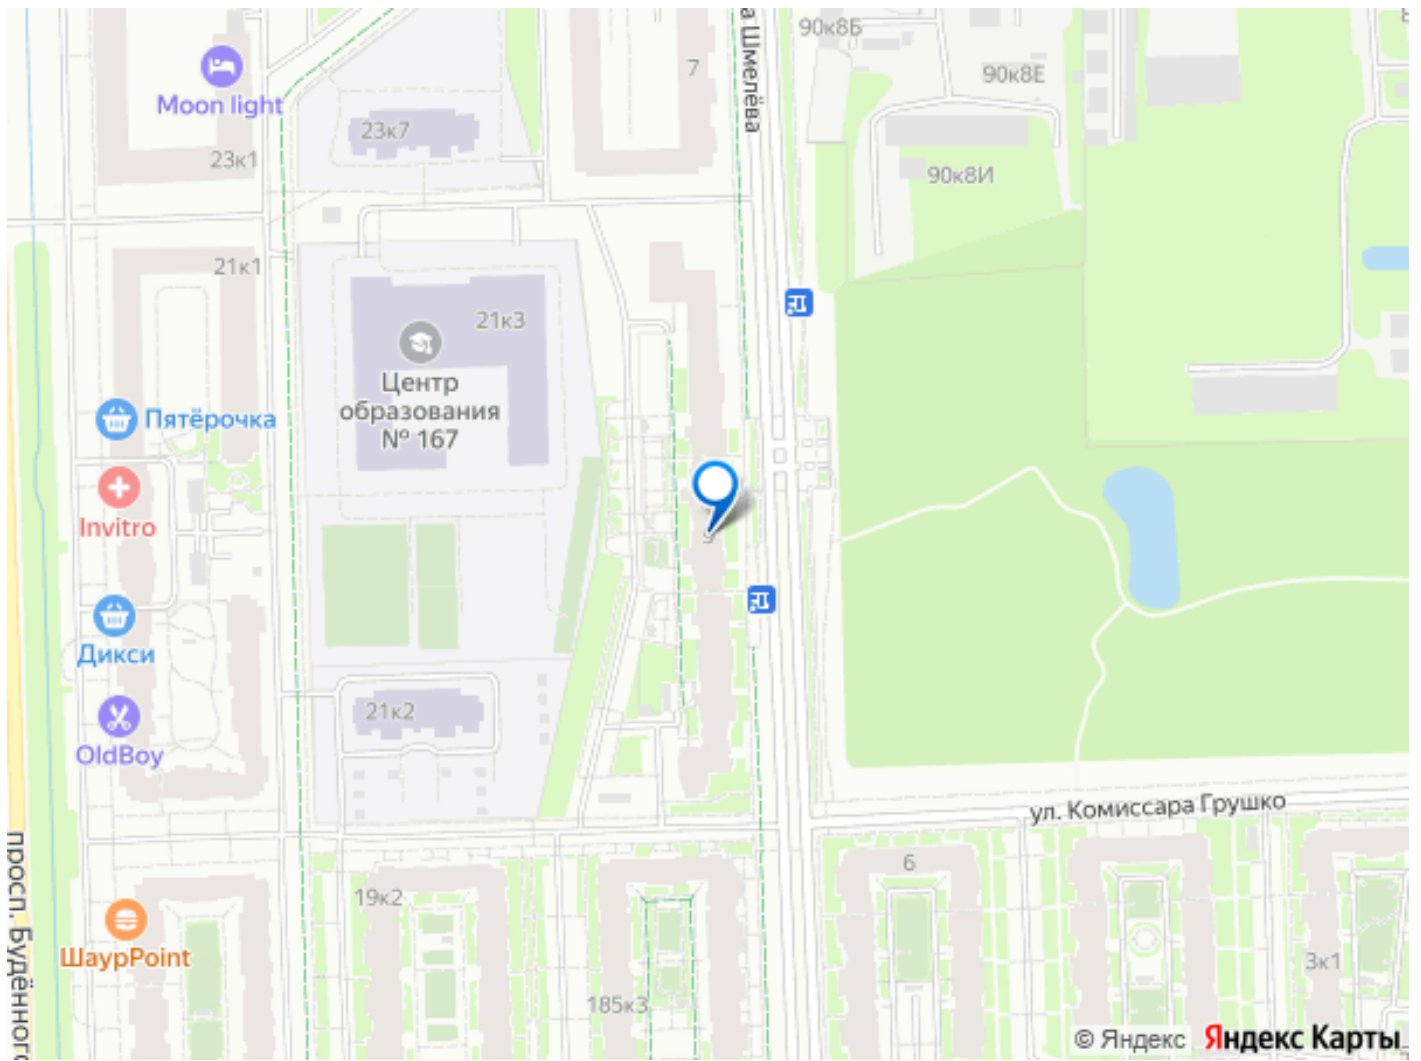 90к8Б
а Шмелёва
7
90к8Е
Moon light
23к7
23к1
90к8И
21к1
21к3
Центр
образования
№ 167
Пятёрочка
Invitro
9
Дикси
21к2
OldBoy
ул. Комиссара Грушко
просп. Будённого
6
19к2
ШаурPoint
3к1
185к3
© Яндекс Яндекс Карты